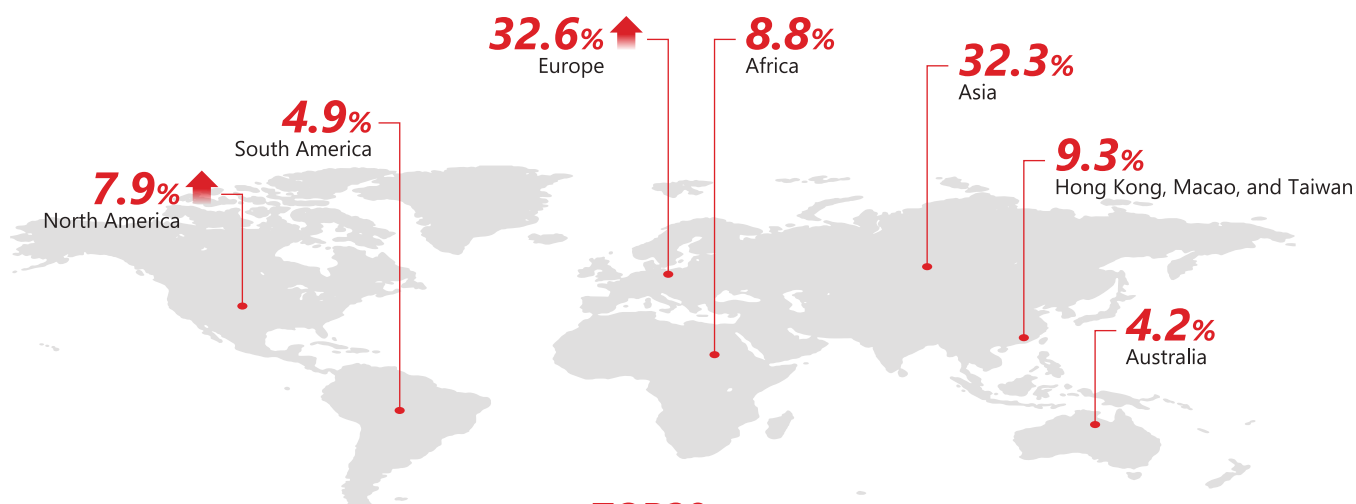 32.6%
Europe
8.8%
Africa
32.3%
Asia
4.9%
South America
9.3%
Hong Kong, Macao, and Taiwan
7.9%
North America
4.2%
Australia